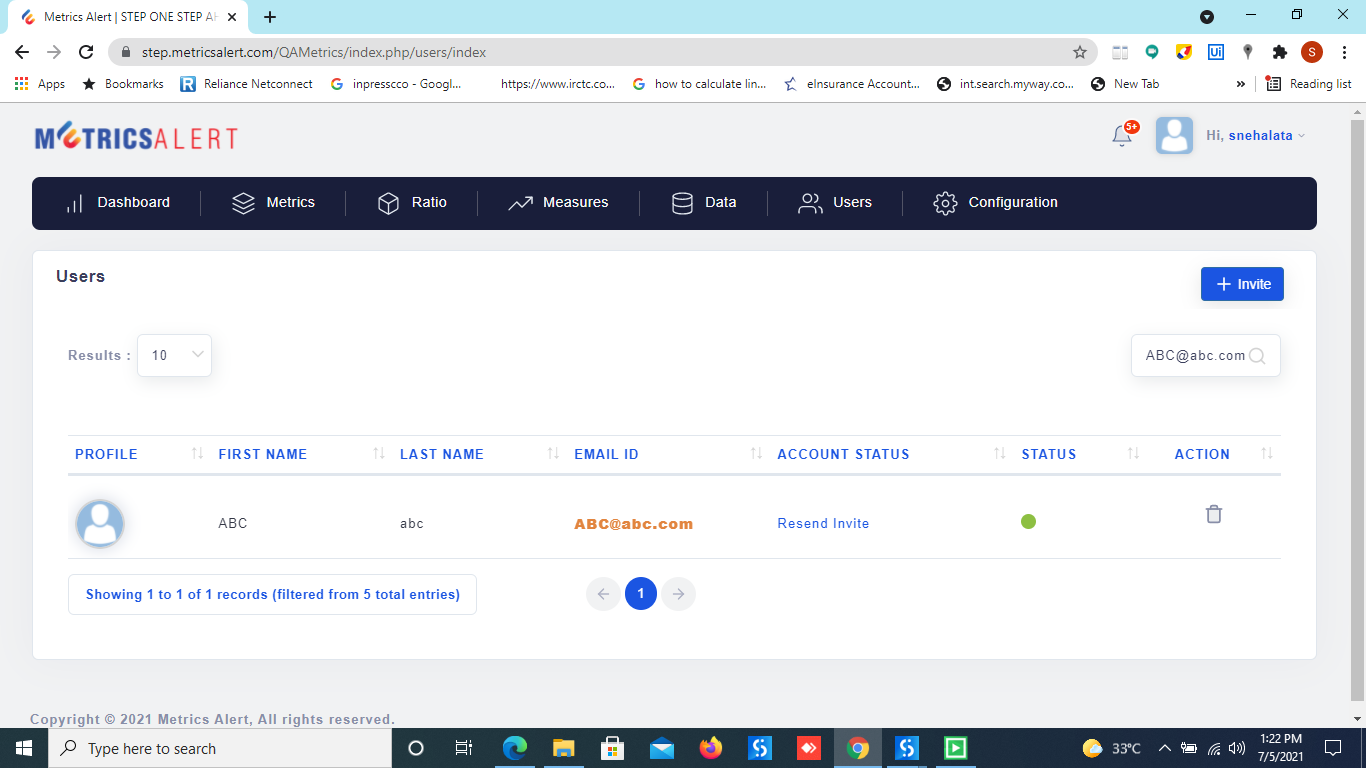 Metrics Alert | STEP ONE STEP AH
step.metricsalert.com/QAMetrics/index.php/users/index
Ui
S
Apps
Bookmarks
R
Reliance Netconnect
inpresscco - Googl...
https://www.irctc.co...
how to calculate lin...
eInsurance Account...
int.search.myway.co...
New Tab
»
Reading list
METRICSALERT
5+
Hi, snehalata
Dashboard
Metrics
Ratio
Measures
Data
Users
Configuration
Users
+ Invite
Results :
10
ABC@abc.com
PROFILE
FIRST NAME
LAST NAME
EMAIL ID
ACCOUNT STATUS
STATUS
ACTION
ABC
abc
ABC@abc.com
Resend Invite
Showing 1 to 1 of 1 records (filtered from 5 total entries)
1
Copyright © 2021 Metrics Alert, All rights reserved.
Type here to search
33°C
1:22 PM
7/5/2021